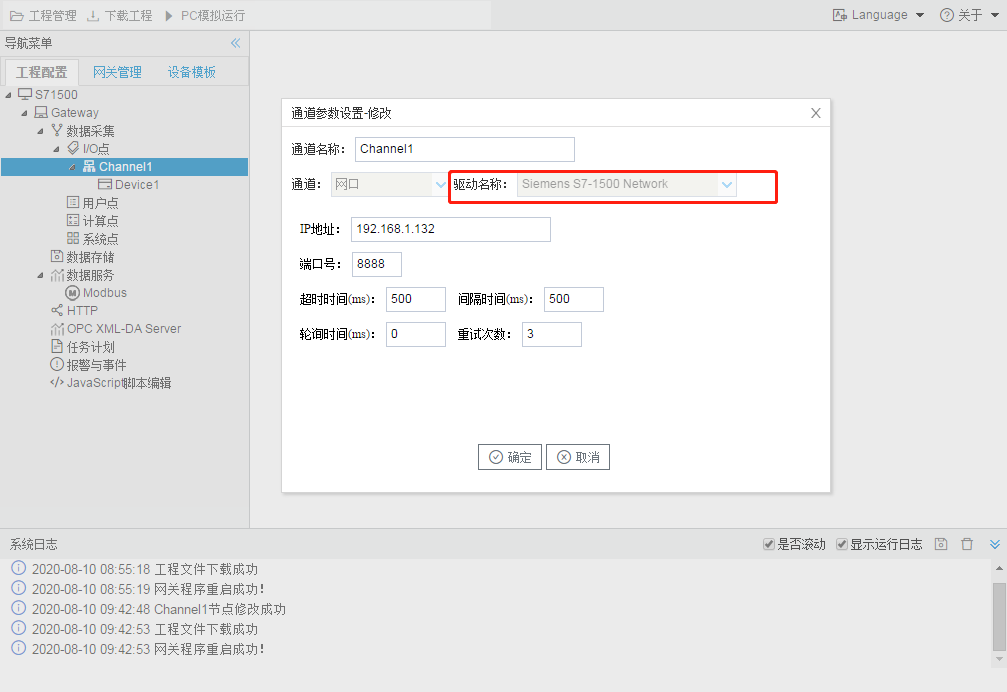 工程管理 下载工程 PC模拟运行 Language 关于
导航菜单
工程配置 网关管理 设备模板
S71500
Gateway
数据采集
I/O点
Channel1
Device1
用户点
计算点
系统点
数据存储
数据服务
Modbus
HTTP
OPC XML-DA Server
任务计划
报警与事件
JavaScript脚本编辑
通道参数设置-修改
通道名称: Channel1
通道: 网口 驱动名称: Siemens S7-1500 Network
IP地址: 192.168.1.132
端口号: 8888
超时时间(ms): 500 间隔时间(ms): 500
轮询时间(ms): 0 重试次数: 3
确定 取消
系统日志 是否滚动 显示运行日志
2020-08-10 08:55:18 工程文件下载成功
2020-08-10 08:55:19 网关程序重启成功!
2020-08-10 09:42:48 Channel1节点修改成功
2020-08-10 09:42:53 工程文件下载成功
2020-08-10 09:42:53 网关程序重启成功!